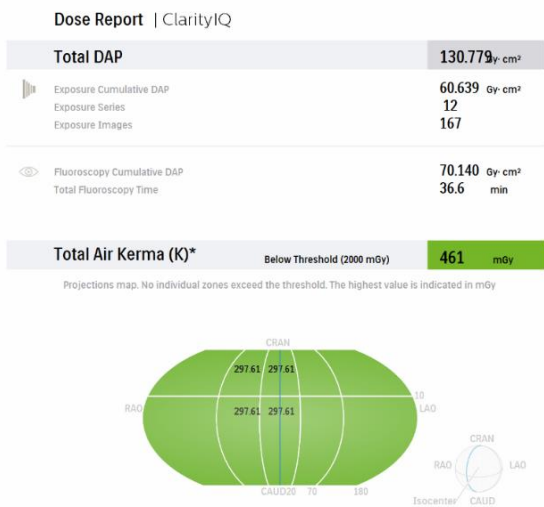 Dose Report | ClarityIQ
Total DAP 130.779 Gy· cm²
Exposure Cumulative DAP 60.639 Gy· cm²
Exposure Series 12
Exposure Images 167
Fluoroscopy Cumulative DAP 70.140 Gy· cm²
Total Fluoroscopy Time 36.6 min
Total Air Kerma (K)* Below Threshold (2000 mGy) 461 mGy
Projections map. No individual zones exceed the threshold. The highest value is indicated in mGy
CRAN
297.61 297.61
10
RAO 297.61 297.61 LAO
CAUD 20 70 180
CRAN
RAO LAO
Isocenter CAUD